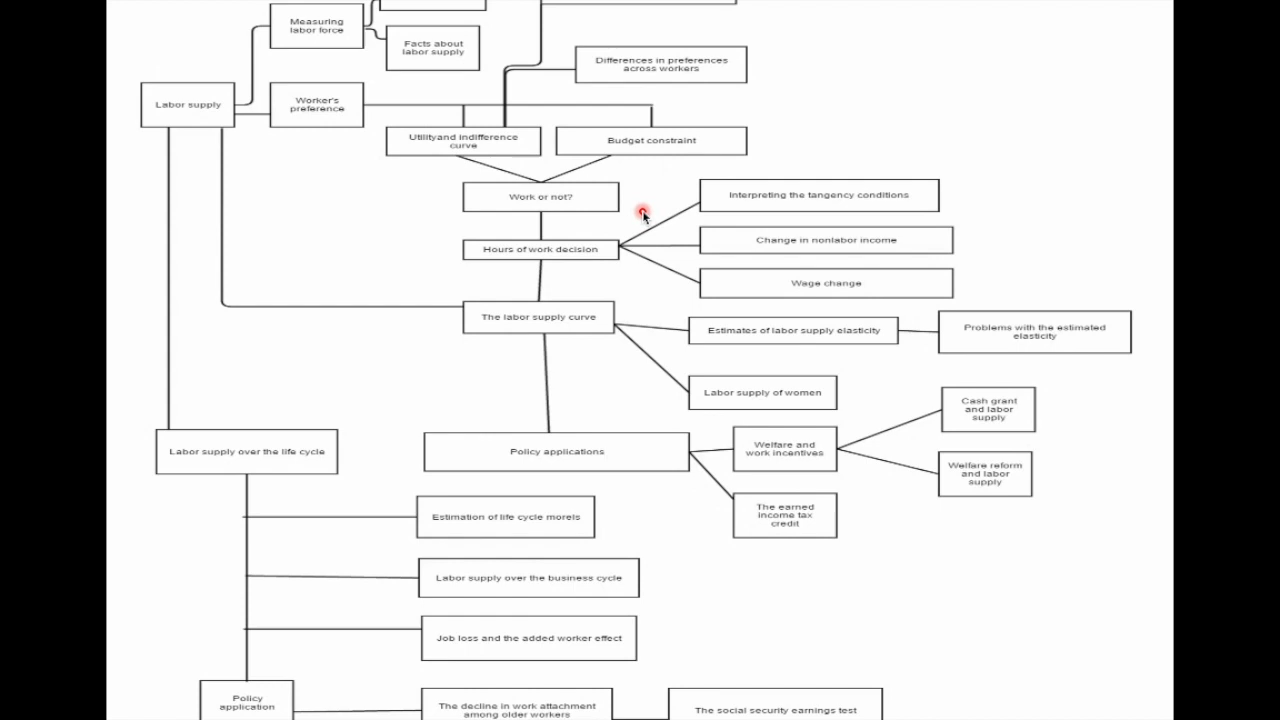 Measuring
labor force
Facts about
labor supply
Differences in preferences
across workers
Labor supply
Worker's
preference
Utilityand indifference
curve
Budget constraint
Work or not?
Interpreting the tangency conditions
Hours of work decision
Change in nonlabor income
Wage change
The labor supply curve
Estimates of labor supply elasticity
Problems with the estimated
elasticity
Labor supply of women
Cash grant
and labor
supply
Labor supply over the life cycle
Policy applications
Welfare and
work incentives
Welfare reform
and labor
supply
Estimation of life cycle morels
The earned
income tax
credit
Labor supply over the business cycle
Job loss and the added worker effect
Policy
application
The decline in work attachment
among older workers
The social security earnings test